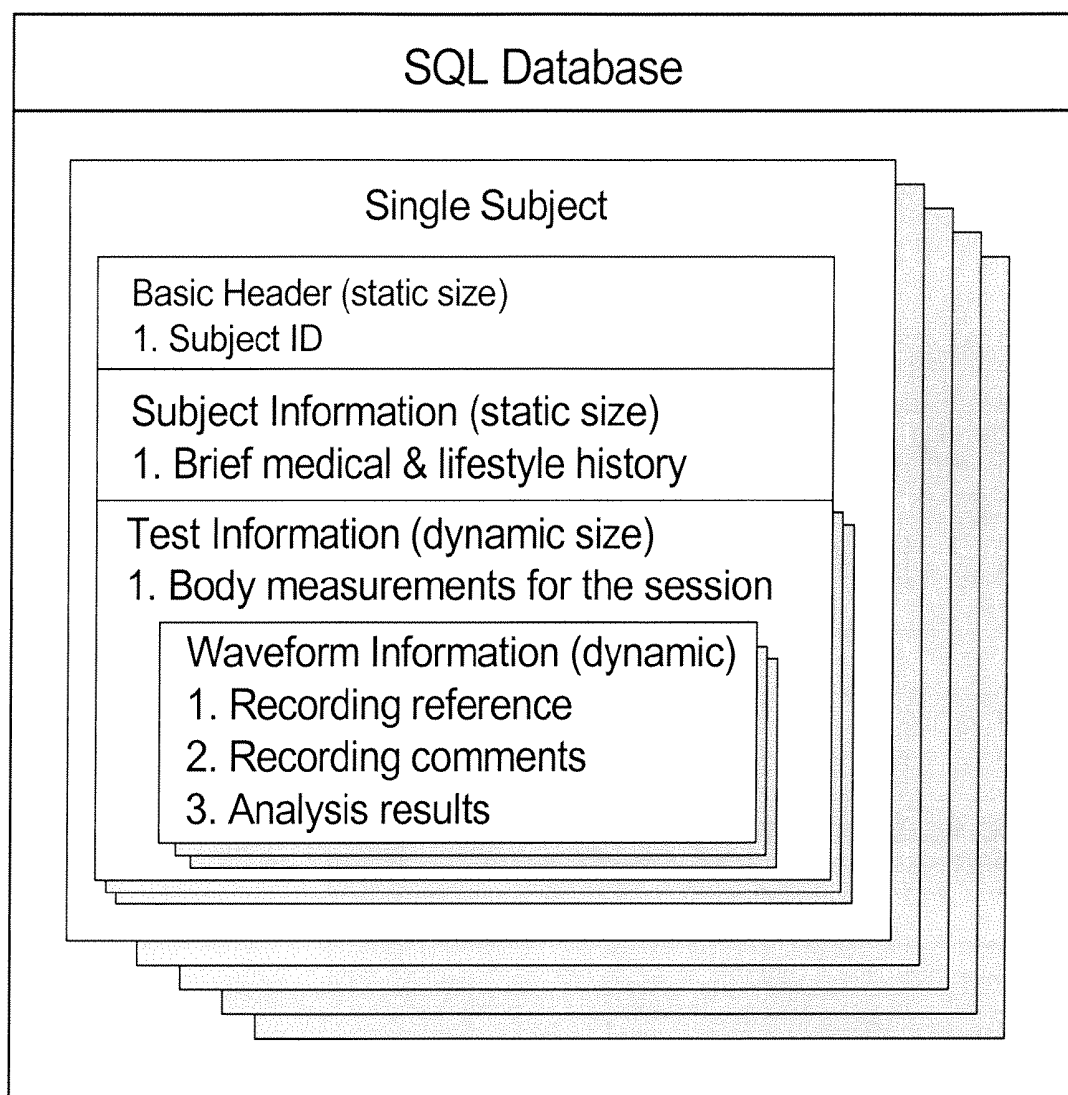 SQL Database
Single Subject
Basic Header (static size)
1. Subject ID
Subject Information (static size)
1. Brief medical & lifestyle history
Test Information (dynamic size)
1. Body measurements for the session
Waveform Information (dynamic)
1. Recording reference
2. Recording comments
3. Analysis results